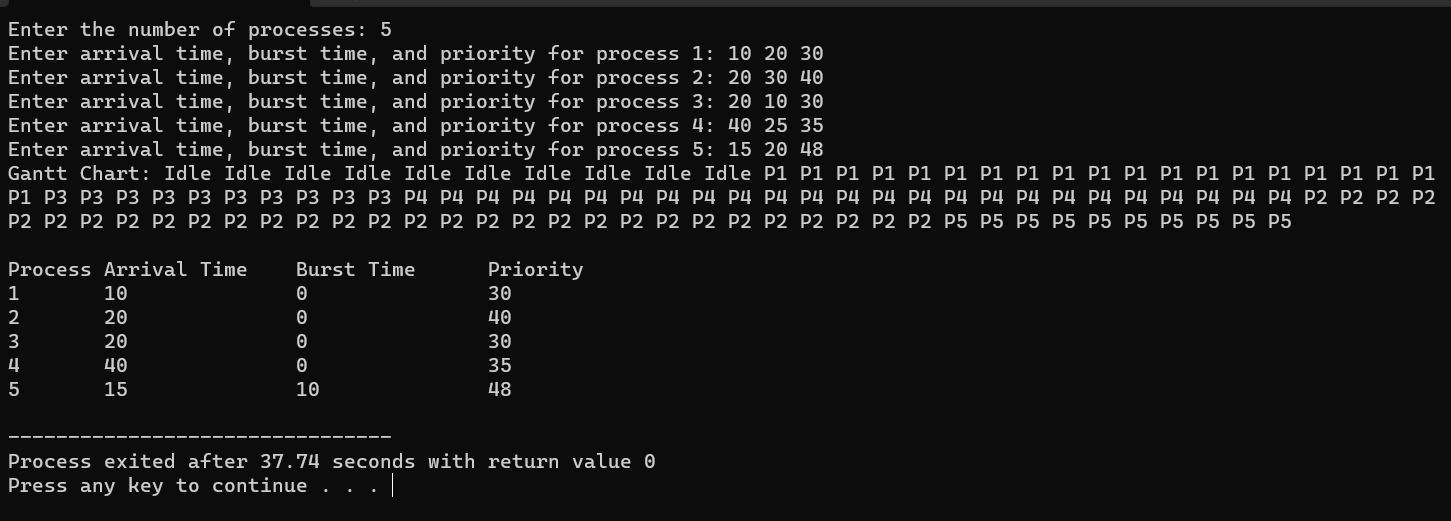 Enter the number of processes: 5
Enter arrival time, burst time, and priority for process 1: 10 20 30
Enter arrival time, burst time, and priority for process 2: 20 30 40
Enter arrival time, burst time, and priority for process 3: 20 10 30
Enter arrival time, burst time, and priority for process 4: 40 25 35
Enter arrival time, burst time, and priority for process 5: 15 20 48
Gantt Chart: Idle Idle Idle Idle Idle Idle Idle Idle Idle Idle P1 P1 P1 P1 P1 P1 P1 P1 P1 P1 P1 P1 P1 P1 P1 P1 P1 P1 P1
P1 P3 P3 P3 P3 P3 P3 P3 P3 P3 P3 P4 P4 P4 P4 P4 P4 P4 P4 P4 P4 P4 P4 P4 P4 P4 P4 P4 P4 P4 P4 P4 P4 P4 P4 P4 P2 P2 P2 P2
P2 P2 P2 P2 P2 P2 P2 P2 P2 P2 P2 P2 P2 P2 P2 P2 P2 P2 P2 P2 P2 P2 P2 P2 P2 P2 P5 P5 P5 P5 P5 P5 P5 P5 P5 P5
Process Arrival Time    Burst Time      Priority
1       10              0               30
2       20              0               40
3       20              0               30
4       40              0               35
5       15              10              48
--------------------------------
Process exited after 37.74 seconds with return value 0
Press any key to continue . . .